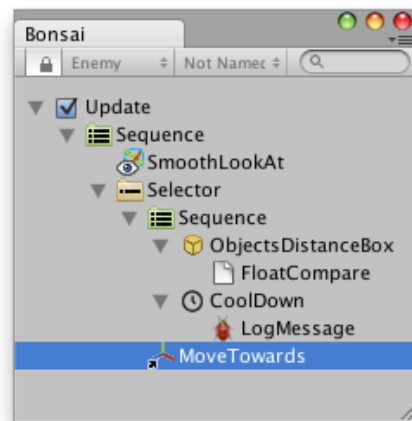 Bonsai
Enemy Not Namec
Update
Sequence
SmoothLookAt
Selector
Sequence
ObjectsDistanceBox
FloatCompare
CoolDown
LogMessage
MoveTowards